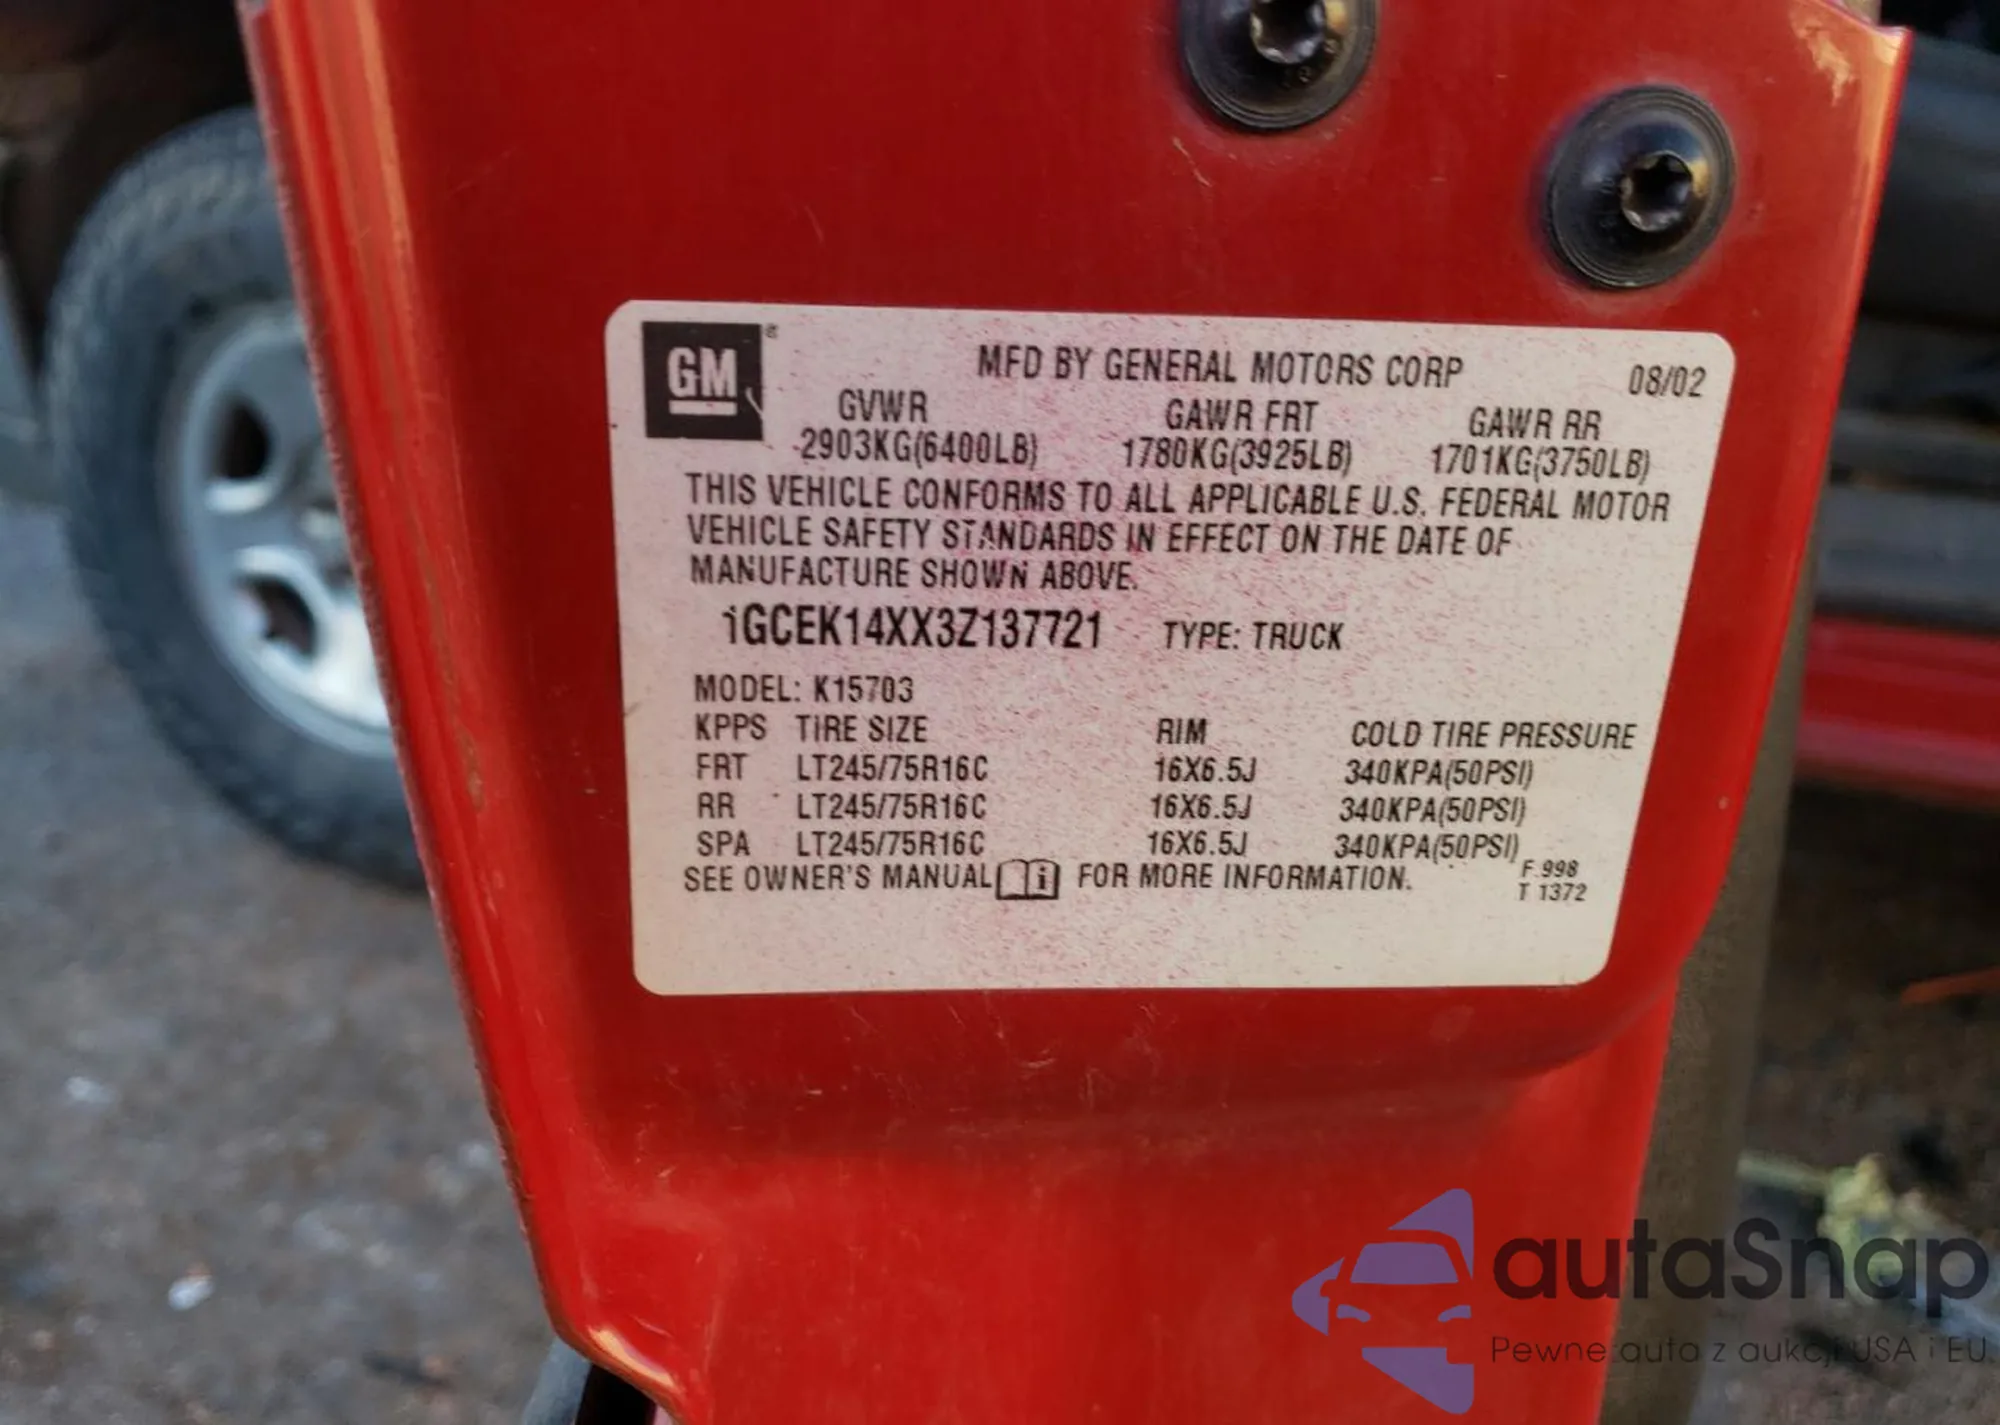 GM ®
MFD BY GENERAL MOTORS CORP 08/02
GVWR GAWR FRT GAWR RR
2903KG(6400LB) 1780KG(3925LB) 1701KG(3750LB)
THIS VEHICLE CONFORMS TO ALL APPLICABLE U.S. FEDERAL MOTOR
VEHICLE SAFETY STANDARDS IN EFFECT ON THE DATE OF
MANUFACTURE SHOWN ABOVE.
1GCEK14XX3Z137721 TYPE: TRUCK
MODEL: K15703
KPPS TIRE SIZE RIM COLD TIRE PRESSURE
FRT LT245/75R16C 16X6.5J 340KPA(50PSI)
RR LT245/75R16C 16X6.5J 340KPA(50PSI)
SPA LT245/75R16C 16X6.5J 340KPA(50PSI)
SEE OWNER'S MANUAL i FOR MORE INFORMATION.
F 998
T 1372
autaSnap
Pewne auta z aukcji USA i EU